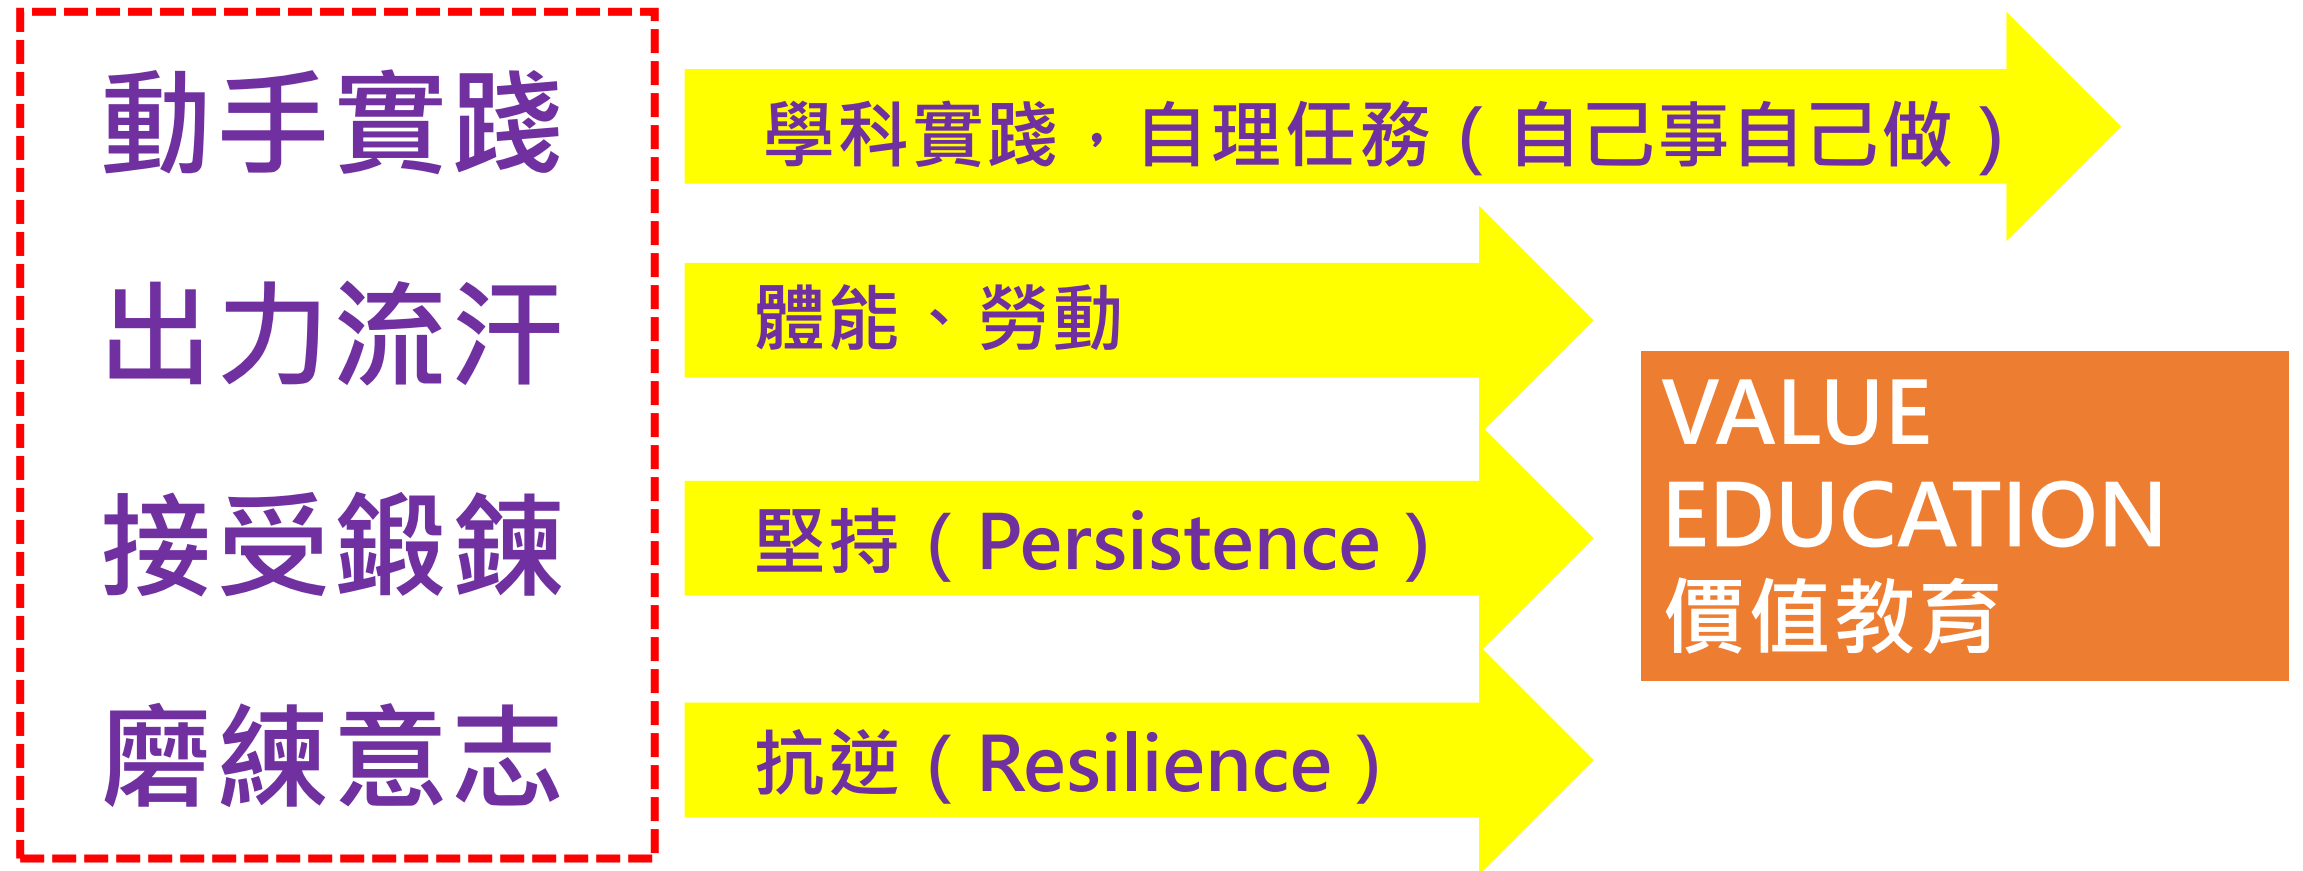 動手實踐
學科實踐，自理任務（自己事自己做）
出力流汗
體能、勞動
接受鍛鍊
堅持（Persistence）
磨練意志
抗逆（Resilience）
VALUE
EDUCATION
價值教育